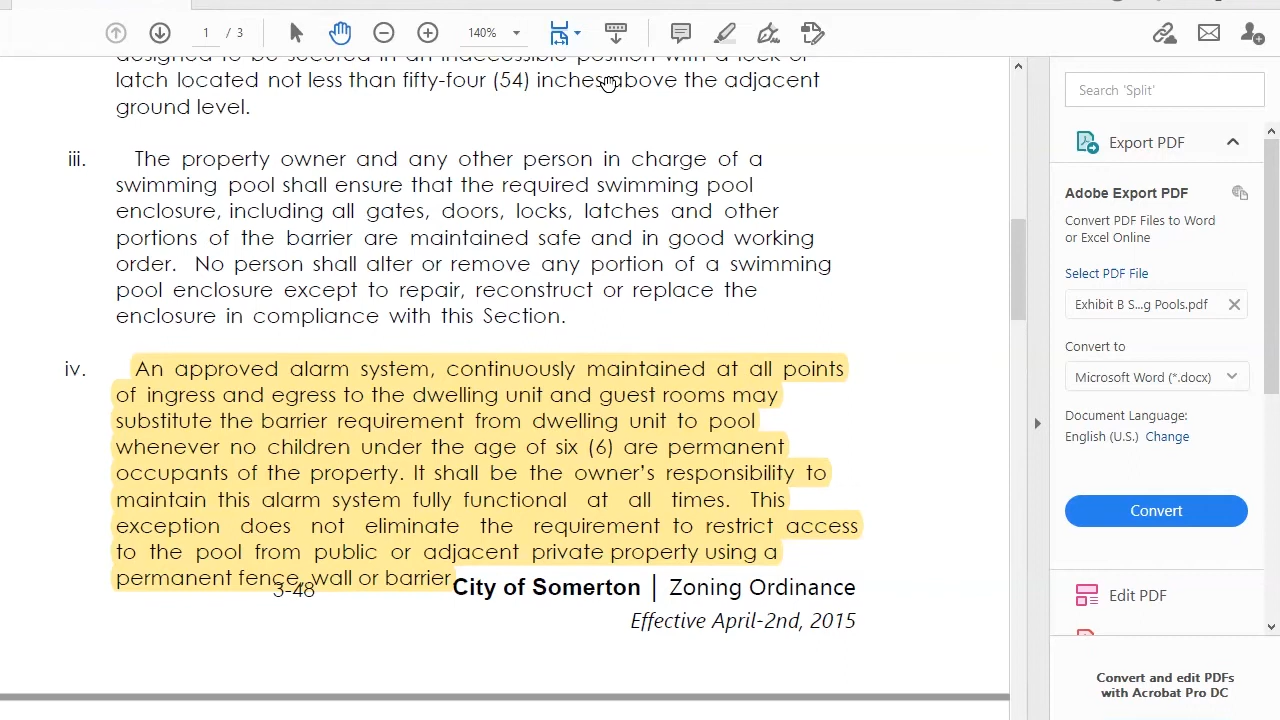 1 / 3
140%
designed to be secured in an inaccessible position with a lock or
latch located not less than fifty-four (54) inches above the adjacent
ground level.
iii. The property owner and any other person in charge of a
swimming pool shall ensure that the required swimming pool
enclosure, including all gates, doors, locks, latches and other
portions of the barrier are maintained safe and in good working
order. No person shall alter or remove any portion of a swimming
pool enclosure except to repair, reconstruct or replace the
enclosure in compliance with this Section.
iv. An approved alarm system, continuously maintained at all points
of ingress and egress to the dwelling unit and guest rooms may
substitute the barrier requirement from dwelling unit to pool
whenever no children under the age of six (6) are permanent
occupants of the property. It shall be the owner's responsibility to
maintain this alarm system fully functional at all times. This
exception does not eliminate the requirement to restrict access
to the pool from public or adjacent private property using a
permanent fence, wall or barrier
3-48
City of Somerton | Zoning Ordinance
Effective April-2nd, 2015
Search 'Split'
Export PDF
Adobe Export PDF
Convert PDF Files to Word
or Excel Online
Select PDF File
Exhibit B S...g Pools.pdf
Convert to
Microsoft Word (*.docx)
Document Language:
English (U.S.) Change
Convert
Edit PDF
Convert and edit PDFs
with Acrobat Pro DC